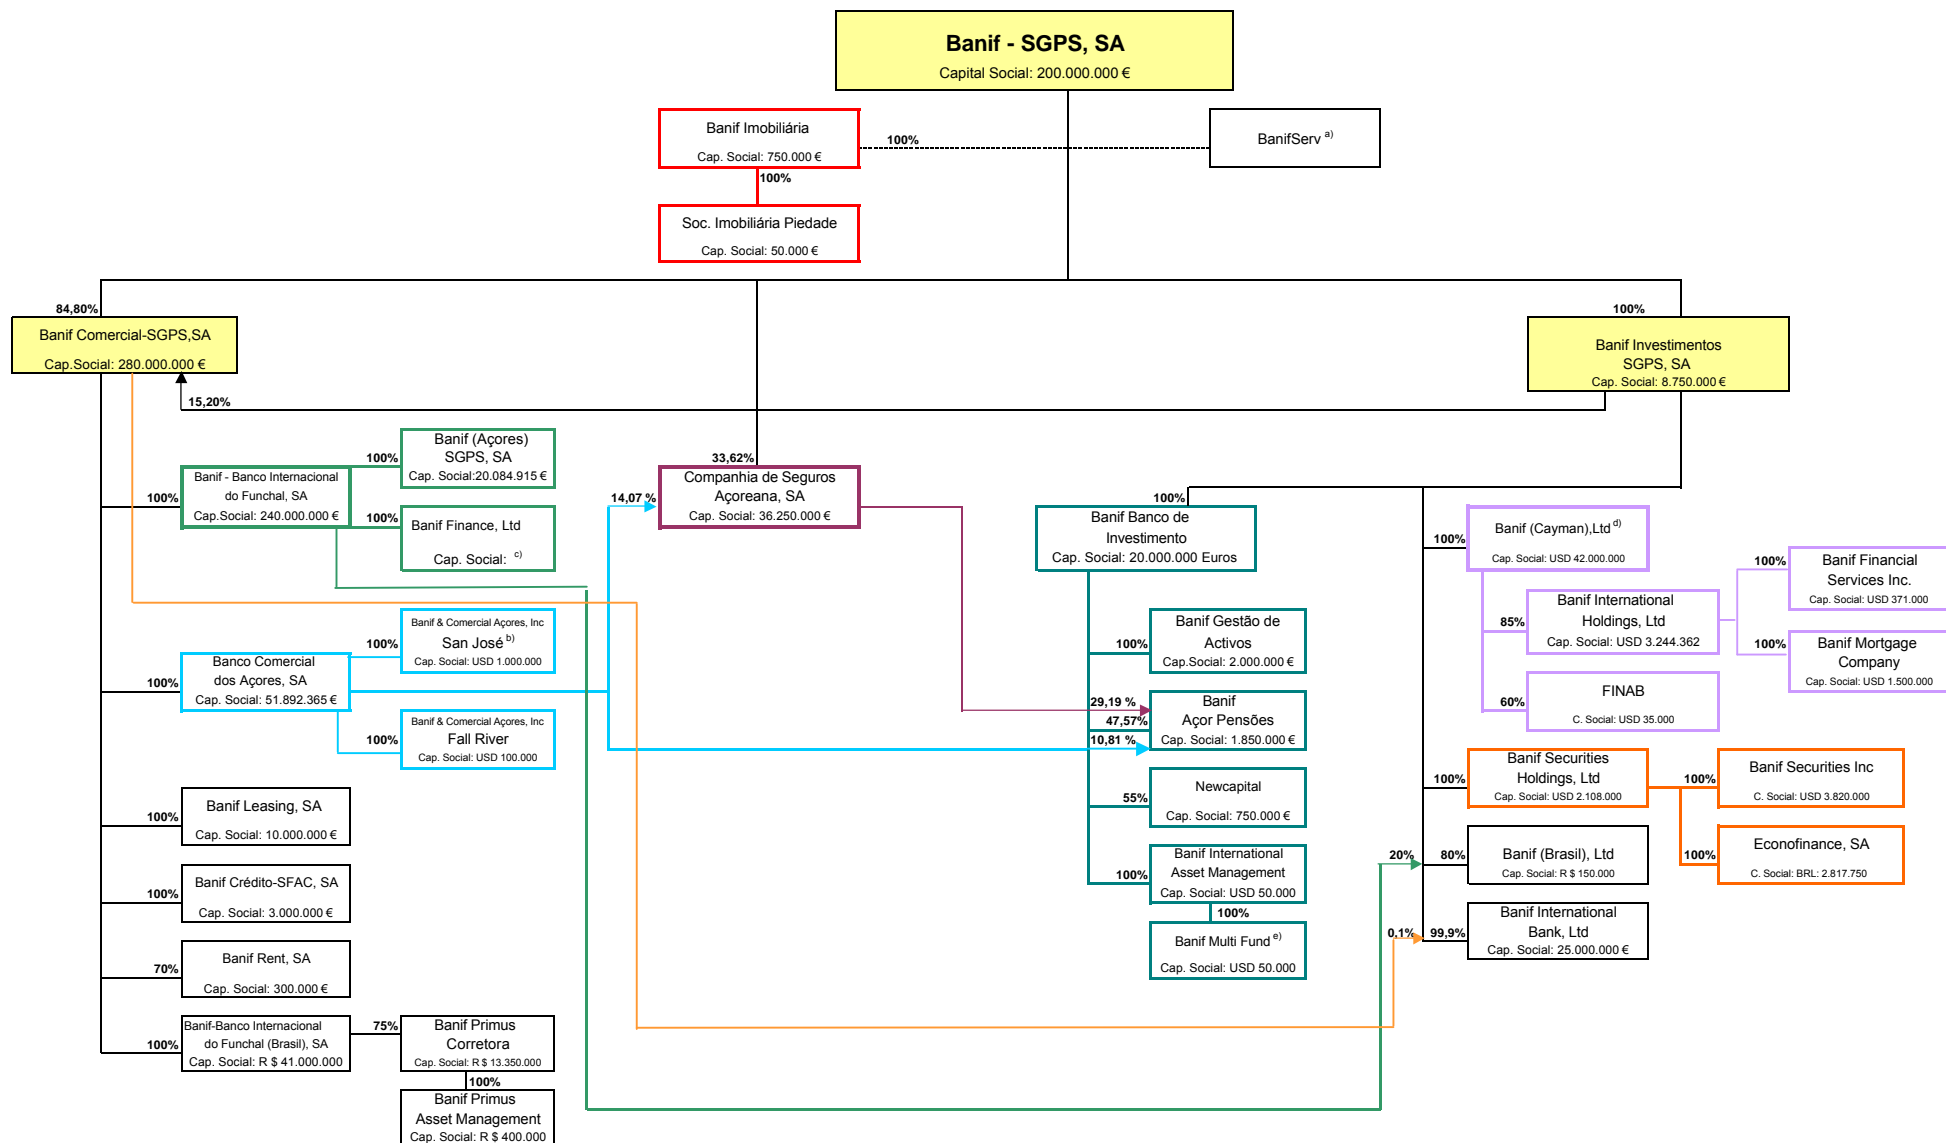 Banif - SGPS, SA
Capital Social: 200.000.000 €
Banif Imobiliária
Cap. Social: 750.000 €
100%
BanifServ a)
100%
Soc. Imobiliária Piedade
Cap. Social: 50.000 €
84,80%
Banif Comercial-SGPS,SA
Cap.Social: 280.000.000 €
100%
Banif Investimentos
SGPS, SA
Cap. Social: 8.750.000 €
15,20%
100%
Banif - Banco Internacional
do Funchal, SA
Cap.Social: 240.000.000 €
100%
Banif (Açores)
SGPS, SA
Cap. Social:20.084.915 €
100%
Banif Finance, Ltd
Cap. Social: c)
100%
Banco Comercial
dos Açores, SA
Cap. Social: 51.892.365 €
100%
Banif & Comercial Açores, Inc
San José b)
Cap. Social: USD 1.000.000
100%
Banif & Comercial Açores, Inc
Fall River
Cap. Social: USD 100.000
100%
Banif Leasing, SA
Cap. Social: 10.000.000 €
100%
Banif Crédito-SFAC, SA
Cap. Social: 3.000.000 €
70%
Banif Rent, SA
Cap. Social: 300.000 €
100%
Banif-Banco Internacional
do Funchal (Brasil), SA
Cap. Social: R $ 41.000.000
75%
Banif Primus
Corretora
Cap. Social: R $ 13.350.000
100%
Banif Primus
Asset Management
Cap. Social: R $ 400.000
33,62%
14,07 %
Companhia de Seguros
Açoreana, SA
Cap. Social: 36.250.000 €
100%
Banif Banco de
Investimento
Cap. Social: 20.000.000 Euros
100%
Banif Gestão de
Activos
Cap.Social: 2.000.000 €
29,19 %
47,57%
10,81 %
Banif
Açor Pensões
Cap. Social: 1.850.000 €
55%
Newcapital
Cap. Social: 750.000 €
100%
Banif International
Asset Management
Cap. Social: USD 50.000
100%
Banif Multi Fund e)
Cap. Social: USD 50.000
100%
Banif (Cayman),Ltd d)
Cap. Social: USD 42.000.000
85%
Banif International
Holdings, Ltd
Cap. Social: USD 3.244.362
100%
Banif Financial
Services Inc.
Cap. Social: USD 371.000
100%
Banif Mortgage
Company
Cap. Social: USD 1.500.000
60%
FINAB
C. Social: USD 35.000
100%
Banif Securities
Holdings, Ltd
Cap. Social: USD 2.108.000
100%
Banif Securities Inc
C. Social: USD 3.820.000
100%
Econofinance, SA
C. Social: BRL: 2.817.750
20%
80%
Banif (Brasil), Ltd
Cap. Social: R $ 150.000
0,1%
99,9%
Banif International
Bank, Ltd
Cap. Social: 25.000.000 €